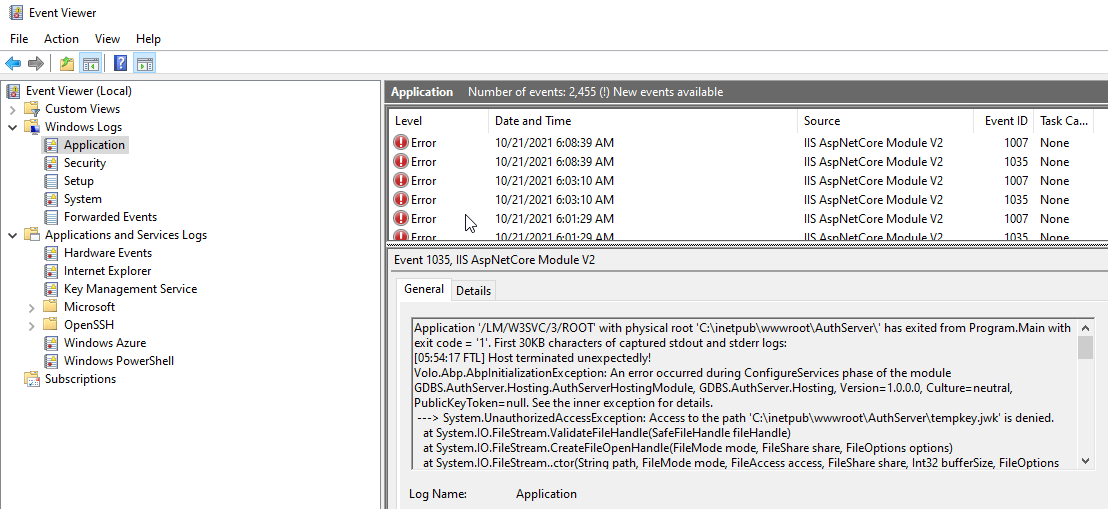 Event Viewer
File Action View Help
Event Viewer (Local)
Custom Views
Windows Logs
Application
Security
Setup
System
Forwarded Events
Applications and Services Logs
Hardware Events
Internet Explorer
Key Management Service
Microsoft
OpenSSH
Windows Azure
Windows PowerShell
Subscriptions
Application Number of events: 2,455 (!) New events available
Level Date and Time Source Event ID Task Ca...
Error 10/21/2021 6:08:39 AM IIS AspNetCore Module V2 1007 None
Error 10/21/2021 6:08:39 AM IIS AspNetCore Module V2 1035 None
Error 10/21/2021 6:03:10 AM IIS AspNetCore Module V2 1007 None
Error 10/21/2021 6:03:10 AM IIS AspNetCore Module V2 1035 None
Error 10/21/2021 6:01:29 AM IIS AspNetCore Module V2 1007 None
Error 10/21/2021 6:01:29 AM IIS AspNetCore Module V2 1035 None
Event 1035, IIS AspNetCore Module V2
General Details
Application '/LM/W3SVC/3/ROOT' with physical root 'C:\inetpub\wwwroot\AuthServer\' has exited from Program.Main with
exit code = '1'. First 30KB characters of captured stdout and stderr logs:
[05:54:17 FTL] Host terminated unexpectedly!
Volo.Abp.AbpInitializationException: An error occurred during ConfigureServices phase of the module
GDBS.AuthServer.Hosting.AuthServerHostingModule, GDBS.AuthServer.Hosting, Version=1.0.0.0, Culture=neutral,
PublicKeyToken=null. See the inner exception for details.
---> System.UnauthorizedAccessException: Access to the path 'C:\inetpub\wwwroot\AuthServer\tempkey.jwk' is denied.
at System.IO.FileStream.ValidateFileHandle(SafeFileHandle fileHandle)
at System.IO.FileStream.CreateFileOpenHandle(FileMode mode, FileShare share, FileOptions options)
at System.IO.FileStream..ctor(String path, FileMode mode, FileAccess access, FileShare share, Int32 bufferSize, FileOptions
Log Name: Application